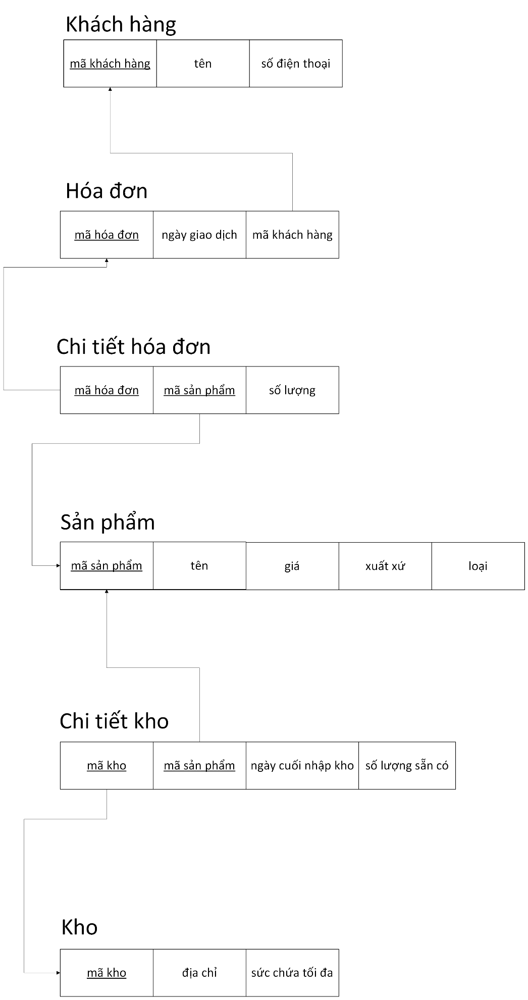 Khách hàng
mã khách hàng tên số điện thoại
Hóa đơn
mã hóa đơn ngày giao dịch mã khách hàng
Chi tiết hóa đơn
mã hóa đơn mã sản phẩm số lượng
Sản phẩm
mã sản phẩm tên giá xuất xứ loại
Chi tiết kho
mã kho mã sản phẩm ngày cuối nhập kho số lượng sẵn có
Kho
mã kho địa chỉ sức chứa tối đa